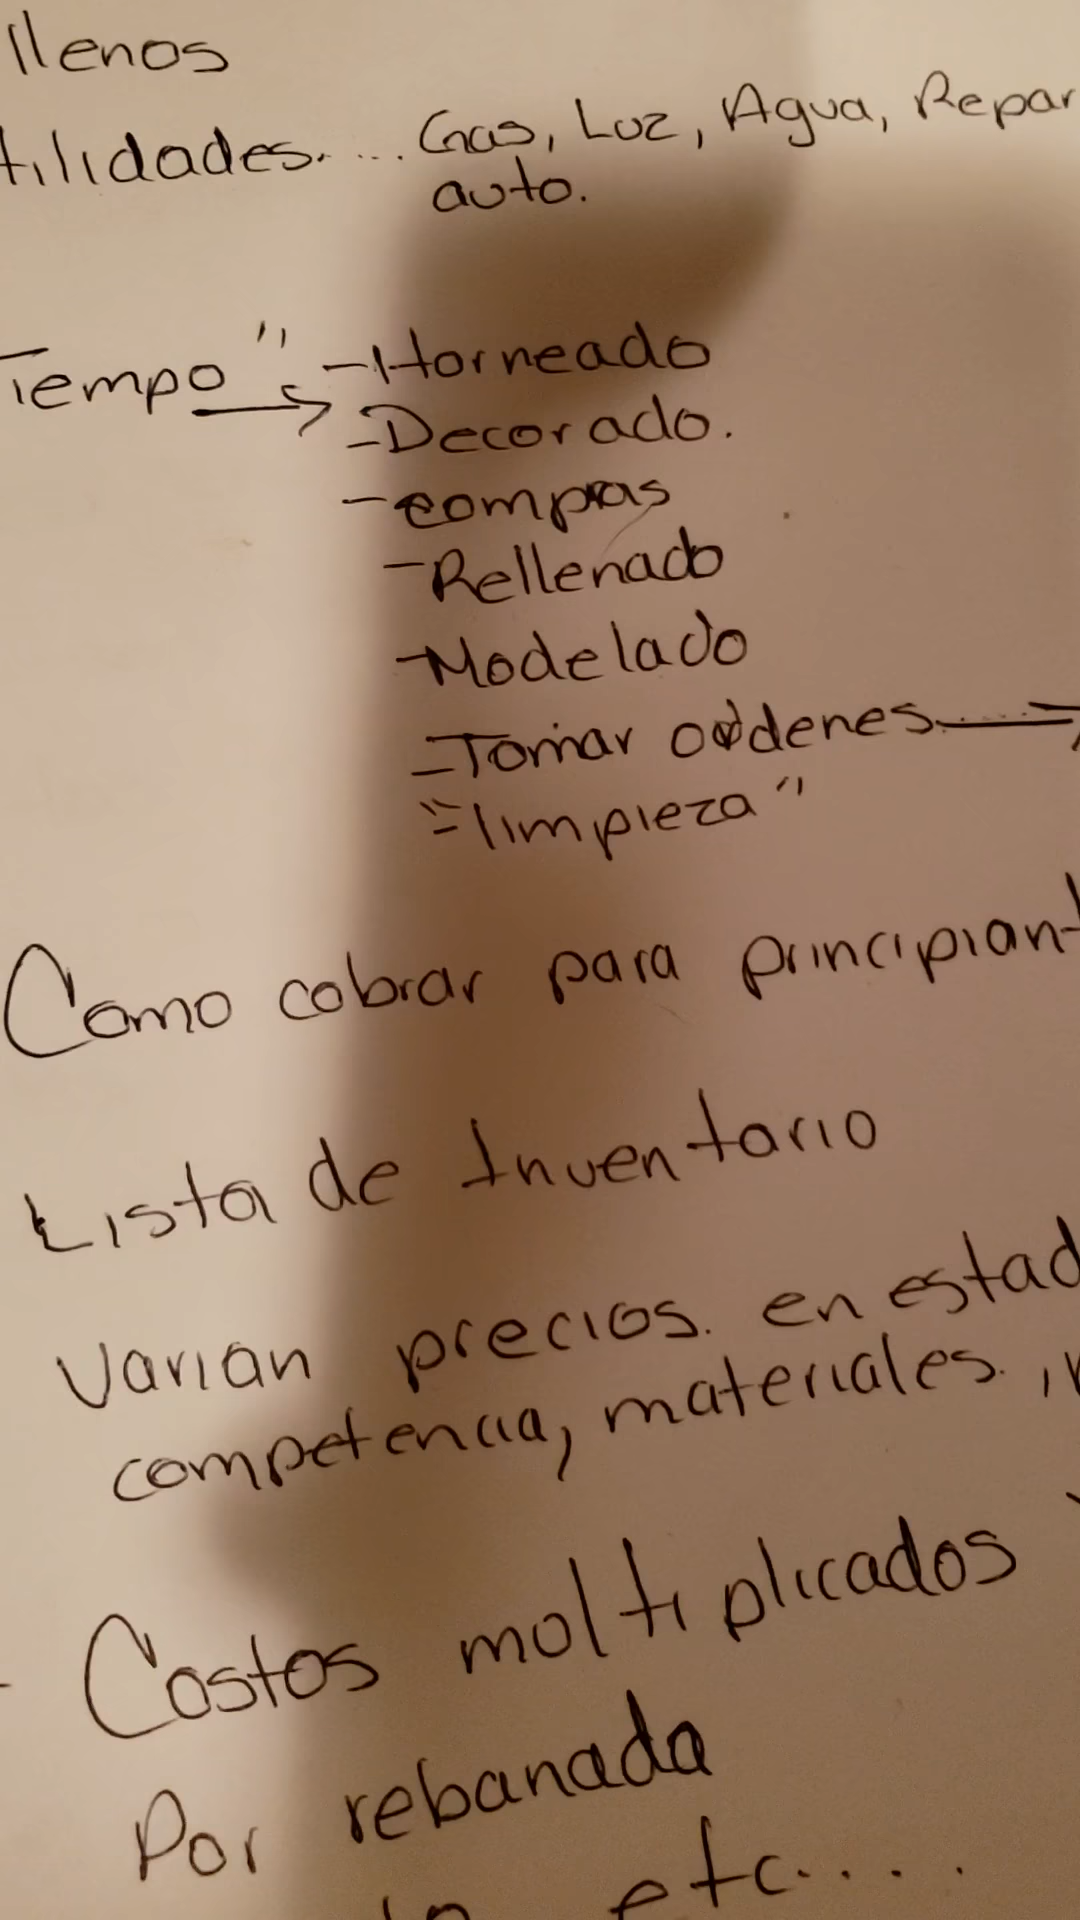 llenos
tilidades.... Gas, Luz, Agua, Repar
auto.
Tiempo" → -Horneado
-Decorado.
-compras
-Rellenado
-Modelado
-Tomar ordenes →
"limpieza"
Como cobrar para principiant
Lista de Inventario
Varian precios. en estad
competencia, materiales.
Costos moltiplicados
Por rebanada
etc....